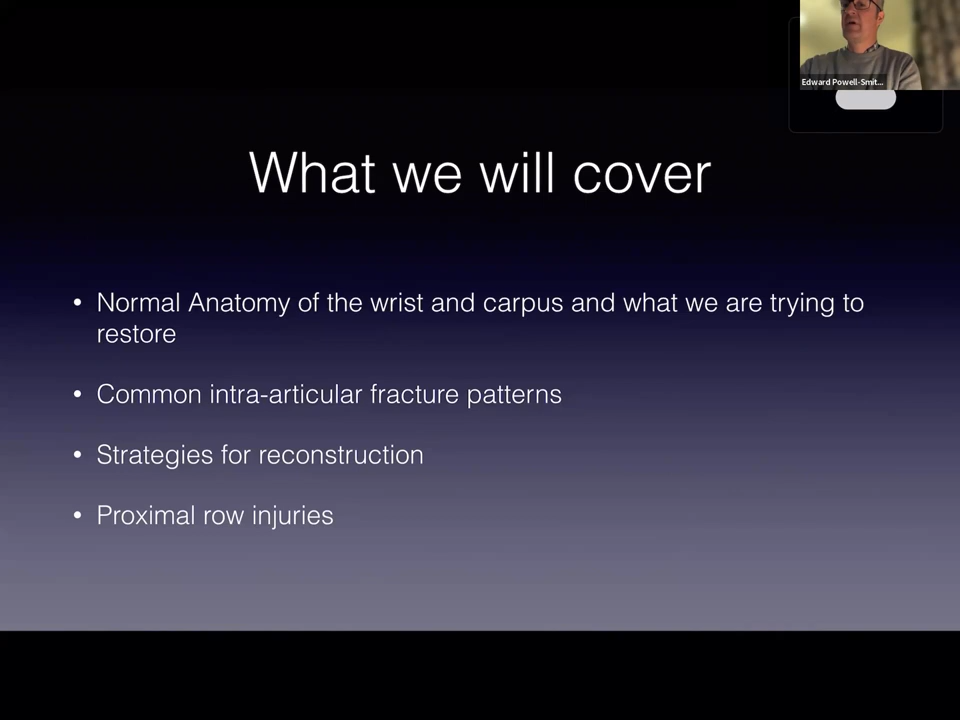 Edward Powell-Smit...
What we will cover
• Normal Anatomy of the wrist and carpus and what we are trying to
restore
• Common intra-articular fracture patterns
• Strategies for reconstruction
• Proximal row injuries